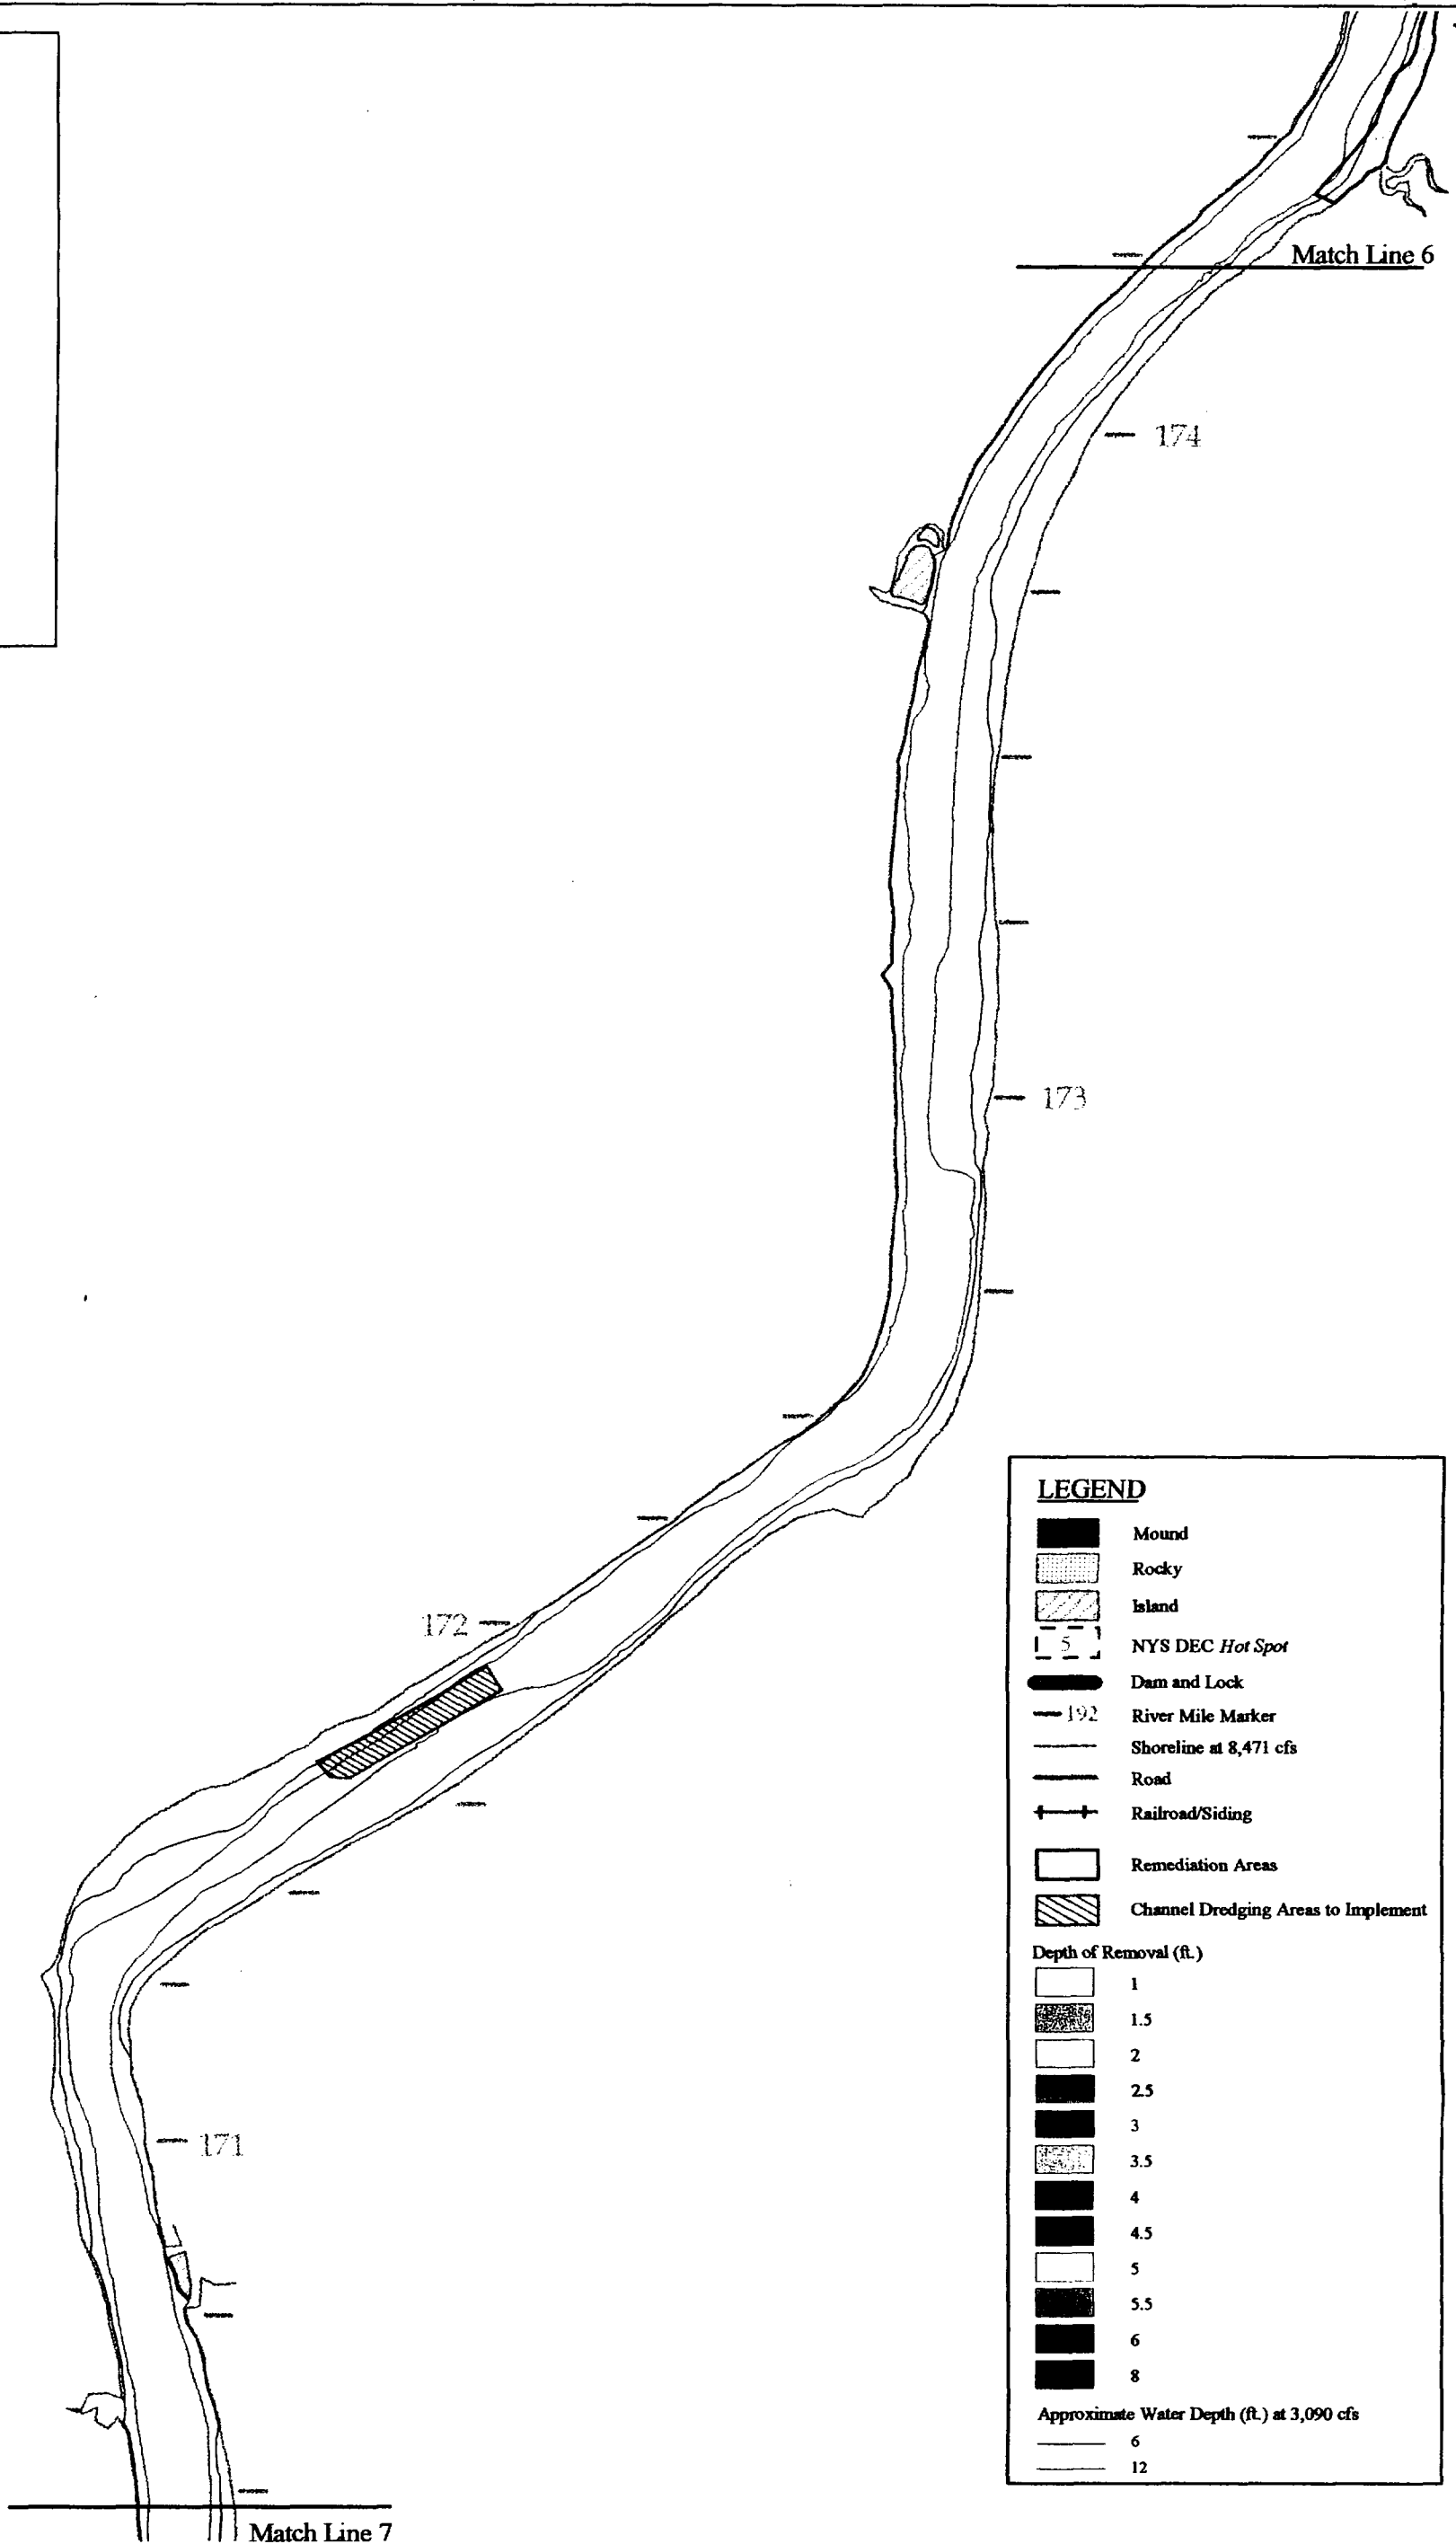 Match Line 6
174
173
172
171
Match Line 7
LEGEND
Mound
Rocky
Island
5 NYS DEC Hot Spot
Dam and Lock
192 River Mile Marker
Shoreline at 8,471 cfs
Road
Railroad/Siding
Remediation Areas
Channel Dredging Areas to Implement
Depth of Removal (ft.)
1
1.5
2
2.5
3
3.5
4
4.5
5
5.5
6
8
Approximate Water Depth (ft.) at 3,090 cfs
6
12